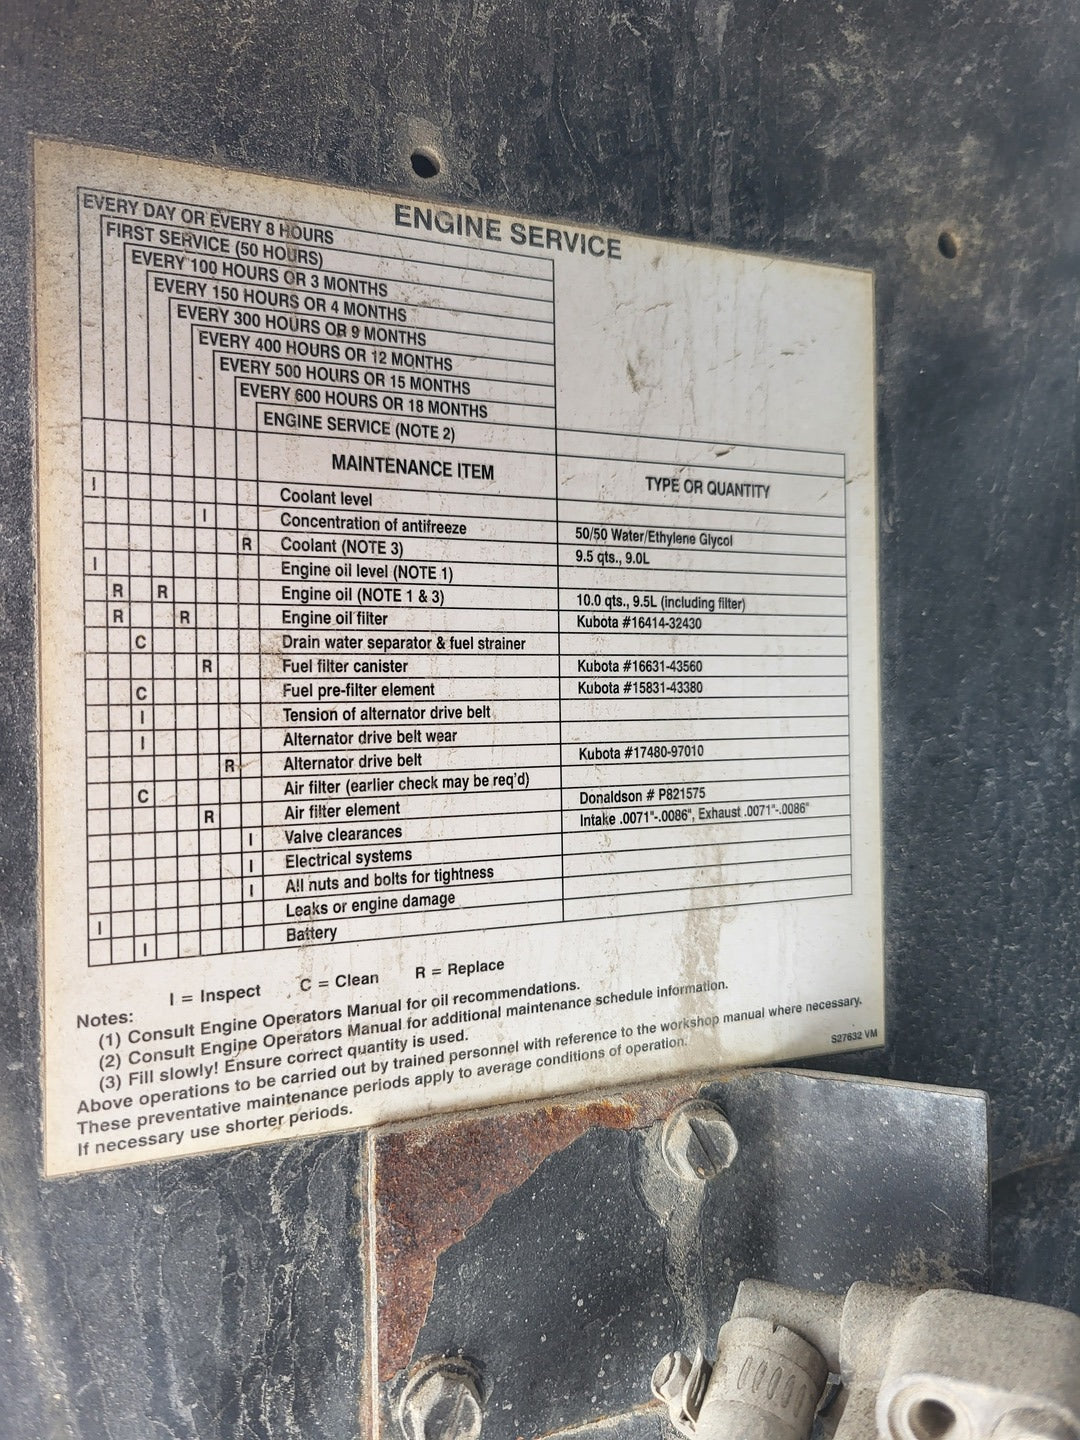 ENGINE SERVICE
EVERY DAY OR EVERY 8 HOURS
FIRST SERVICE (50 HOURS)
EVERY 100 HOURS OR 3 MONTHS
EVERY 150 HOURS OR 4 MONTHS
EVERY 300 HOURS OR 9 MONTHS
EVERY 400 HOURS OR 12 MONTHS
EVERY 500 HOURS OR 15 MONTHS
EVERY 600 HOURS OR 18 MONTHS
ENGINE SERVICE (NOTE 2)
MAINTENANCE ITEM TYPE OR QUANTITY
I Coolant level
I Concentration of antifreeze 50/50 Water/Ethylene Glycol
R Coolant (NOTE 3) 9.5 qts., 9.0L
I Engine oil level (NOTE 1)
R R Engine oil (NOTE 1 & 3) 10.0 qts., 9.5L (including filter)
R R Engine oil filter Kubota #16414-32430
C Drain water separator & fuel strainer
R Fuel filter canister Kubota #16631-43560
C Fuel pre-filter element Kubota #15831-43380
I Tension of alternator drive belt
I Alternator drive belt wear
R Alternator drive belt Kubota #17480-97010
C Air filter (earlier check may be req'd)
R Air filter element Donaldson # P821575
I Valve clearances Intake .0071"-.0086", Exhaust .0071"-.0086"
I Electrical systems
I All nuts and bolts for tightness
I Leaks or engine damage
I Battery
I = Inspect C = Clean R = Replace
Notes:
(1) Consult Engine Operators Manual for oil recommendations.
(2) Consult Engine Operators Manual for additional maintenance schedule information.
(3) Fill slowly! Ensure correct quantity is used.
Above operations to be carried out by trained personnel with reference to the workshop manual where necessary.
These preventative maintenance periods apply to average conditions of operation.
If necessary use shorter periods.
S27632 VM